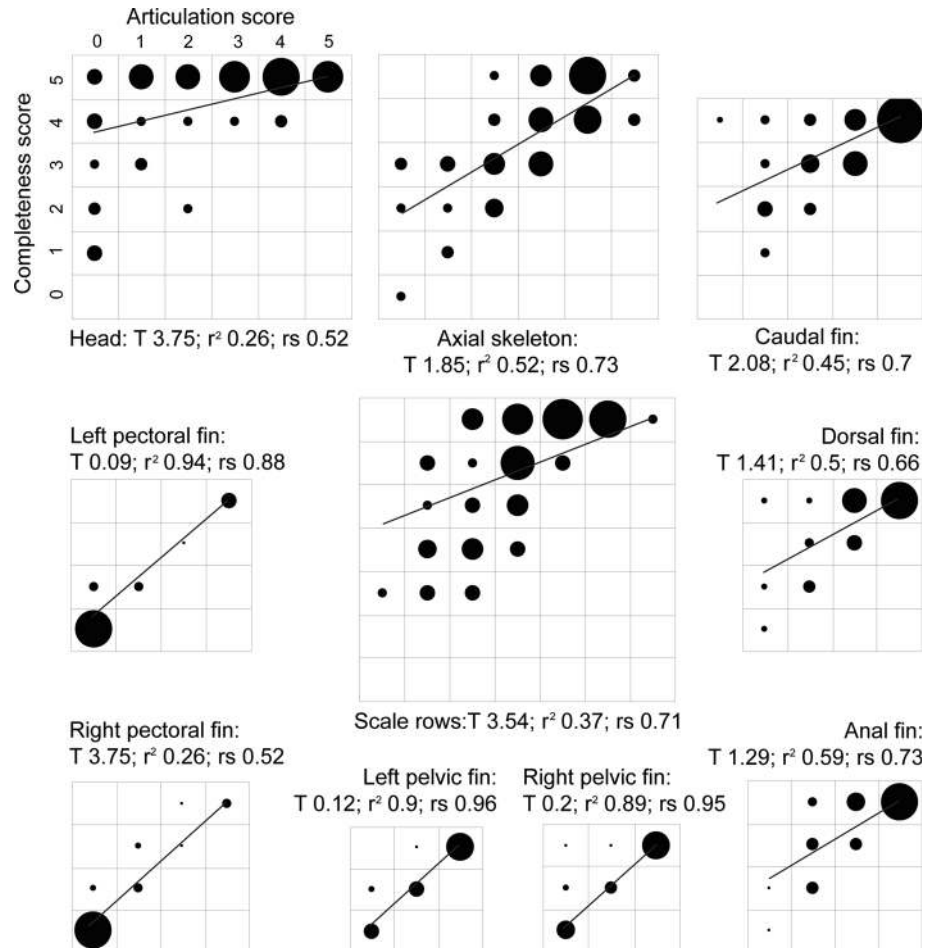 Articulation score
0 1 2 3 4 5
Completeness score
5
4
3
2
1
0
Head: T 3.75; r² 0.26; rs 0.52
Axial skeleton:
T 1.85; r² 0.52; rs 0.73
Caudal fin:
T 2.08; r² 0.45; rs 0.7
Left pectoral fin:
T 0.09; r² 0.94; rs 0.88
Dorsal fin:
T 1.41; r² 0.5; rs 0.66
Scale rows:T 3.54; r² 0.37; rs 0.71
Right pectoral fin:
T 3.75; r² 0.26; rs 0.52
Left pelvic fin:
T 0.12; r² 0.9; rs 0.96
Right pelvic fin:
T 0.2; r² 0.89; rs 0.95
Anal fin:
T 1.29; r² 0.59; rs 0.73